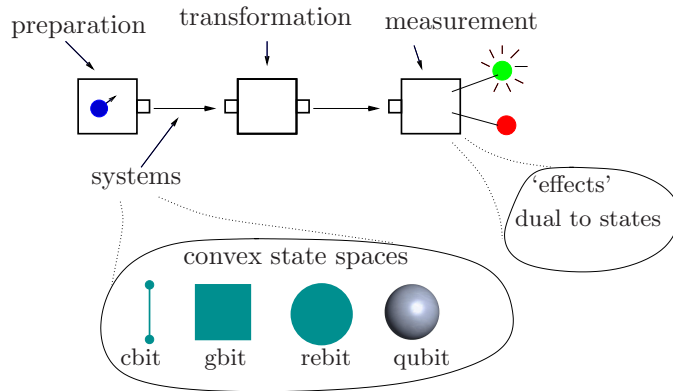 preparation
transformation
measurement
systems
‘effects’
dual to states
convex state spaces
cbit
gbit
rebit
qubit